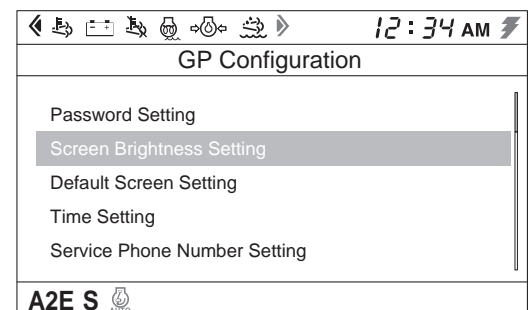 12:34 AM
GP Configuration
Password Setting
Screen Brightness Setting
Default Screen Setting
Time Setting
Service Phone Number Setting
A2E S
AUTO